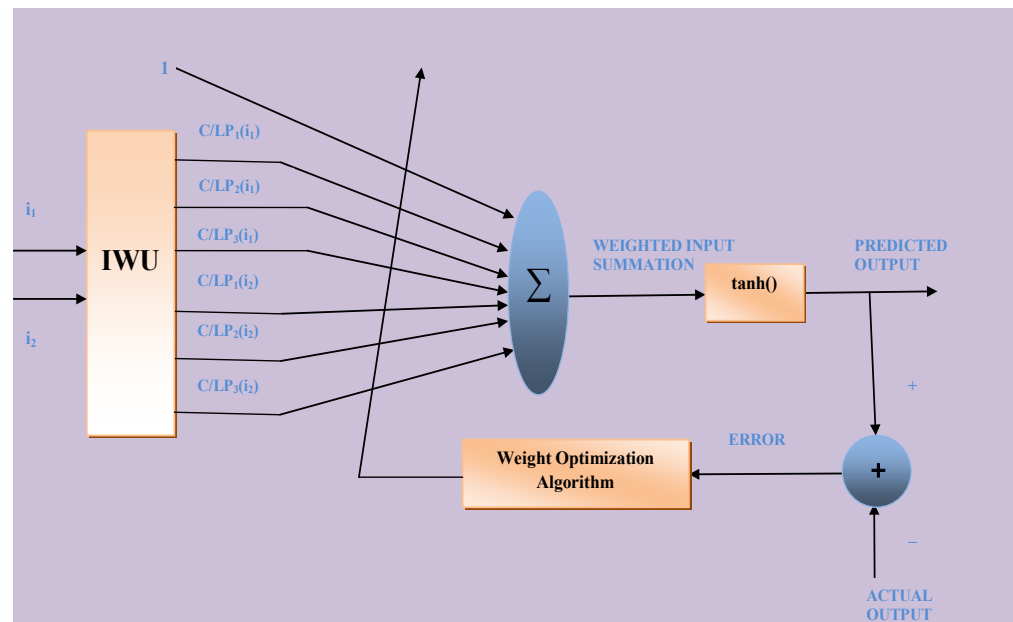 1
C/LP₁(i₁)
C/LP₂(i₁)
i₁
C/LP₃(i₁)
IWU
C/LP₁(i₂)
i₂
C/LP₂(i₂)
C/LP₃(i₂)
∑
WEIGHTED INPUT
SUMMATION
tanh()
PREDICTED
OUTPUT
+
ERROR
Weight Optimization
Algorithm
+
−
ACTUAL
OUTPUT